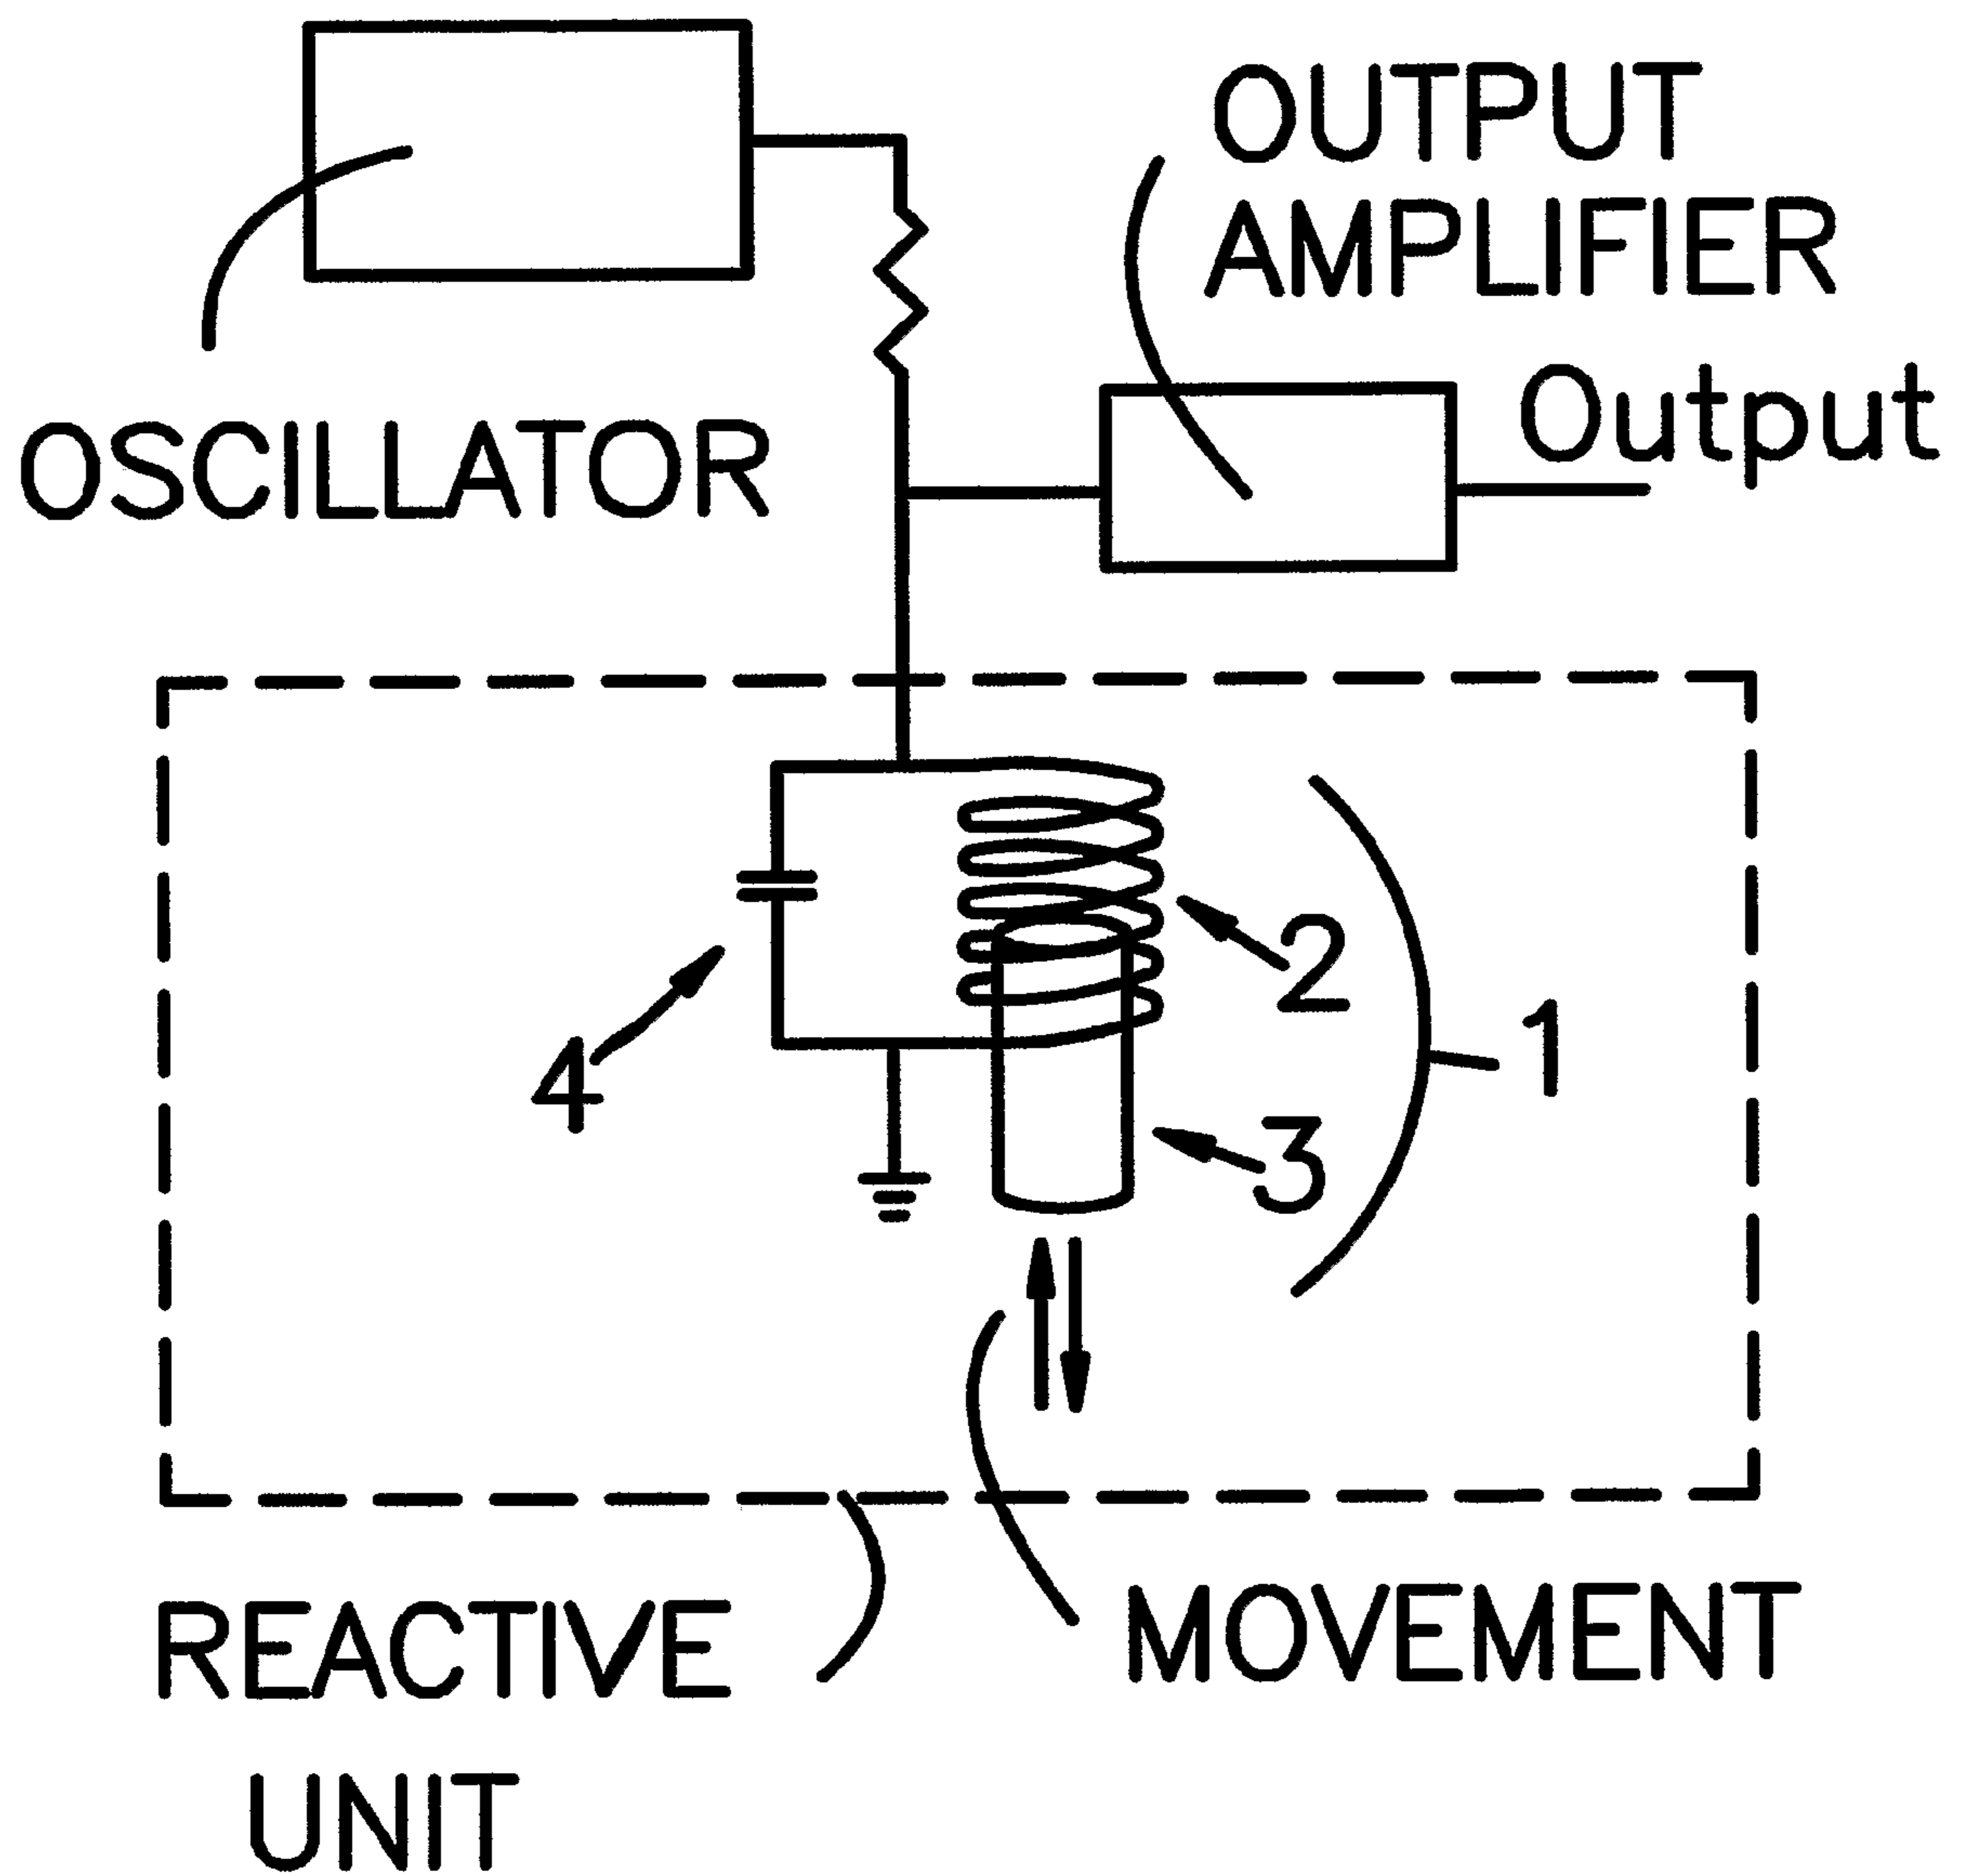 OUTPUT
AMPLIFIER
Output
OSCILLATOR
2
1
4
3
REACTIVE
UNIT
MOVEMENT